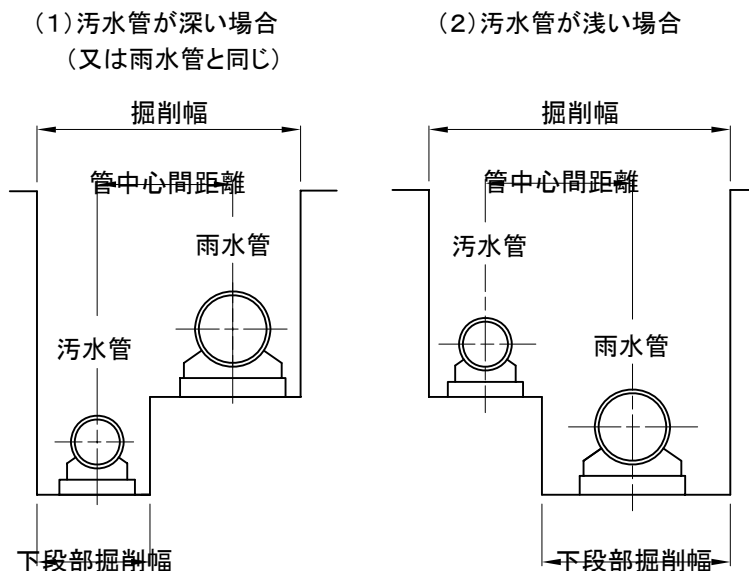 （１）汚水管が深い場合
（又は雨水管と同じ）
掘削幅
管中心間距離
雨水管
汚水管
下段部掘削幅
（２）汚水管が浅い場合
掘削幅
管中心間距離
汚水管
雨水管
下段部掘削幅